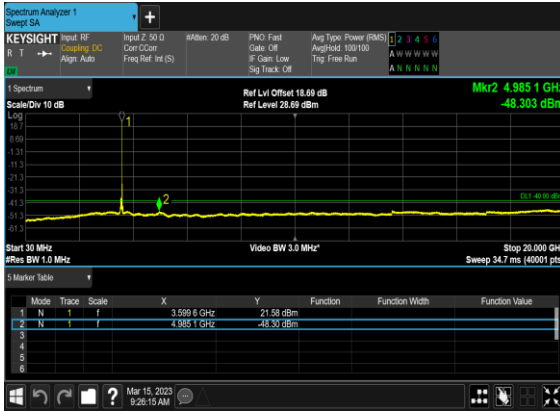 Spectrum Analyzer 1
Swept SA
+
KEYSIGHT Input: RF Input Z: 50 Ω #Atten: 20 dB PNO: Fast Avg Type: Power (RMS) 1 2 3 4 5 6
R T Coupling: DC Corr CCorr Gate: Off Avg|Hold: 100/100 A W W W W W
Align: Auto Freq Ref: Int (S) IF Gain: Low Trig: Free Run
Sig Track: Off A N N N N N
1 Spectrum Ref Lvl Offset 18.69 dB Mkr2 4.985 1 GHz
Scale/Div 10 dB Ref Level 28.69 dBm -48.303 dBm
Log
18.7
8.69
-1.31
-11.3
-21.3
-31.3
-41.3
-51.3
-61.3
1
2
DL1 -40.00 dBm
Start 30 MHz Video BW 3.0 MHz* Stop 20.000 GHz
#Res BW 1.0 MHz Sweep 34.7 ms (40001 pts)
5 Marker Table
Mode Trace Scale X Y Function Function Width Function Value
1 N 1 f 3.599 6 GHz 21.58 dBm
2 N 1 f 4.985 1 GHz -48.30 dBm
3
4
5
6
? Mar 15, 2023
9:26:15 AM